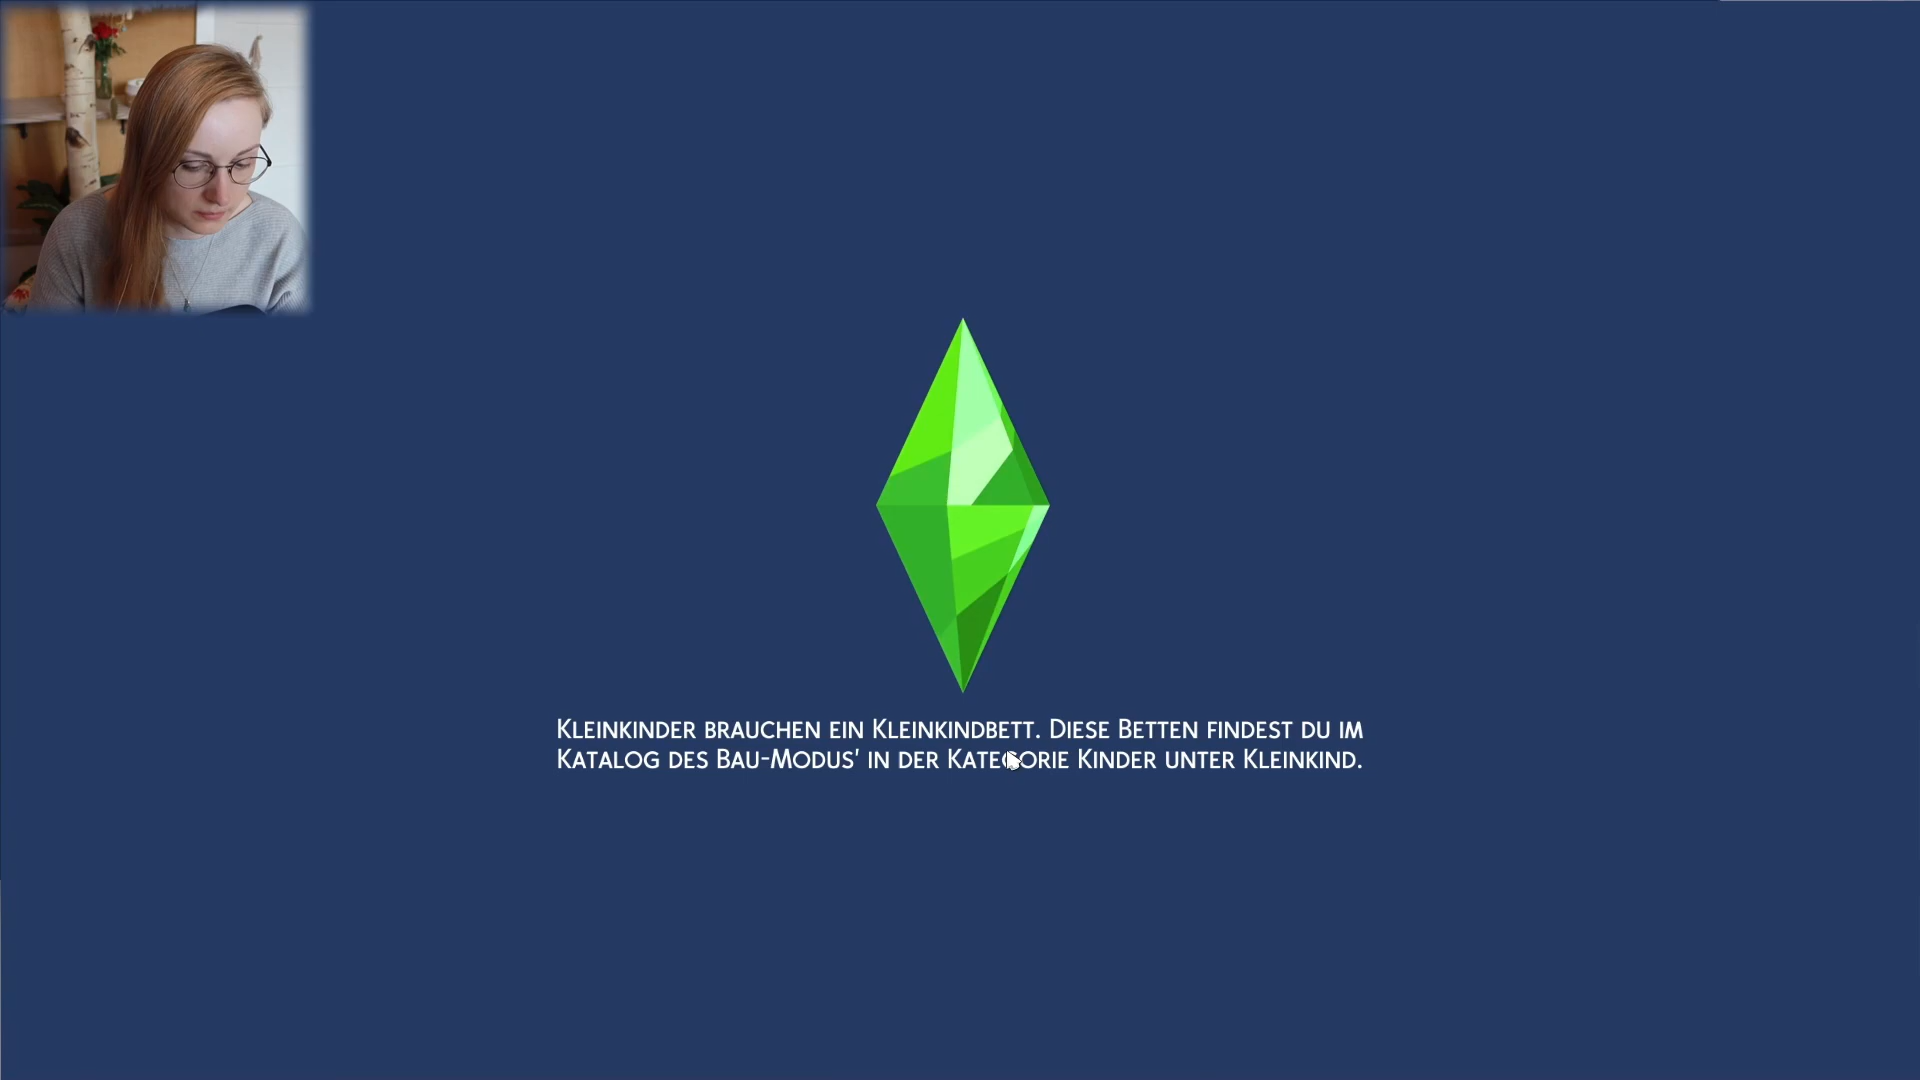 Kleinkinder brauchen ein Kleinkindbett. Diese Betten findest du im
Katalog des Bau-Modus' in der Kategorie Kinder unter Kleinkind.